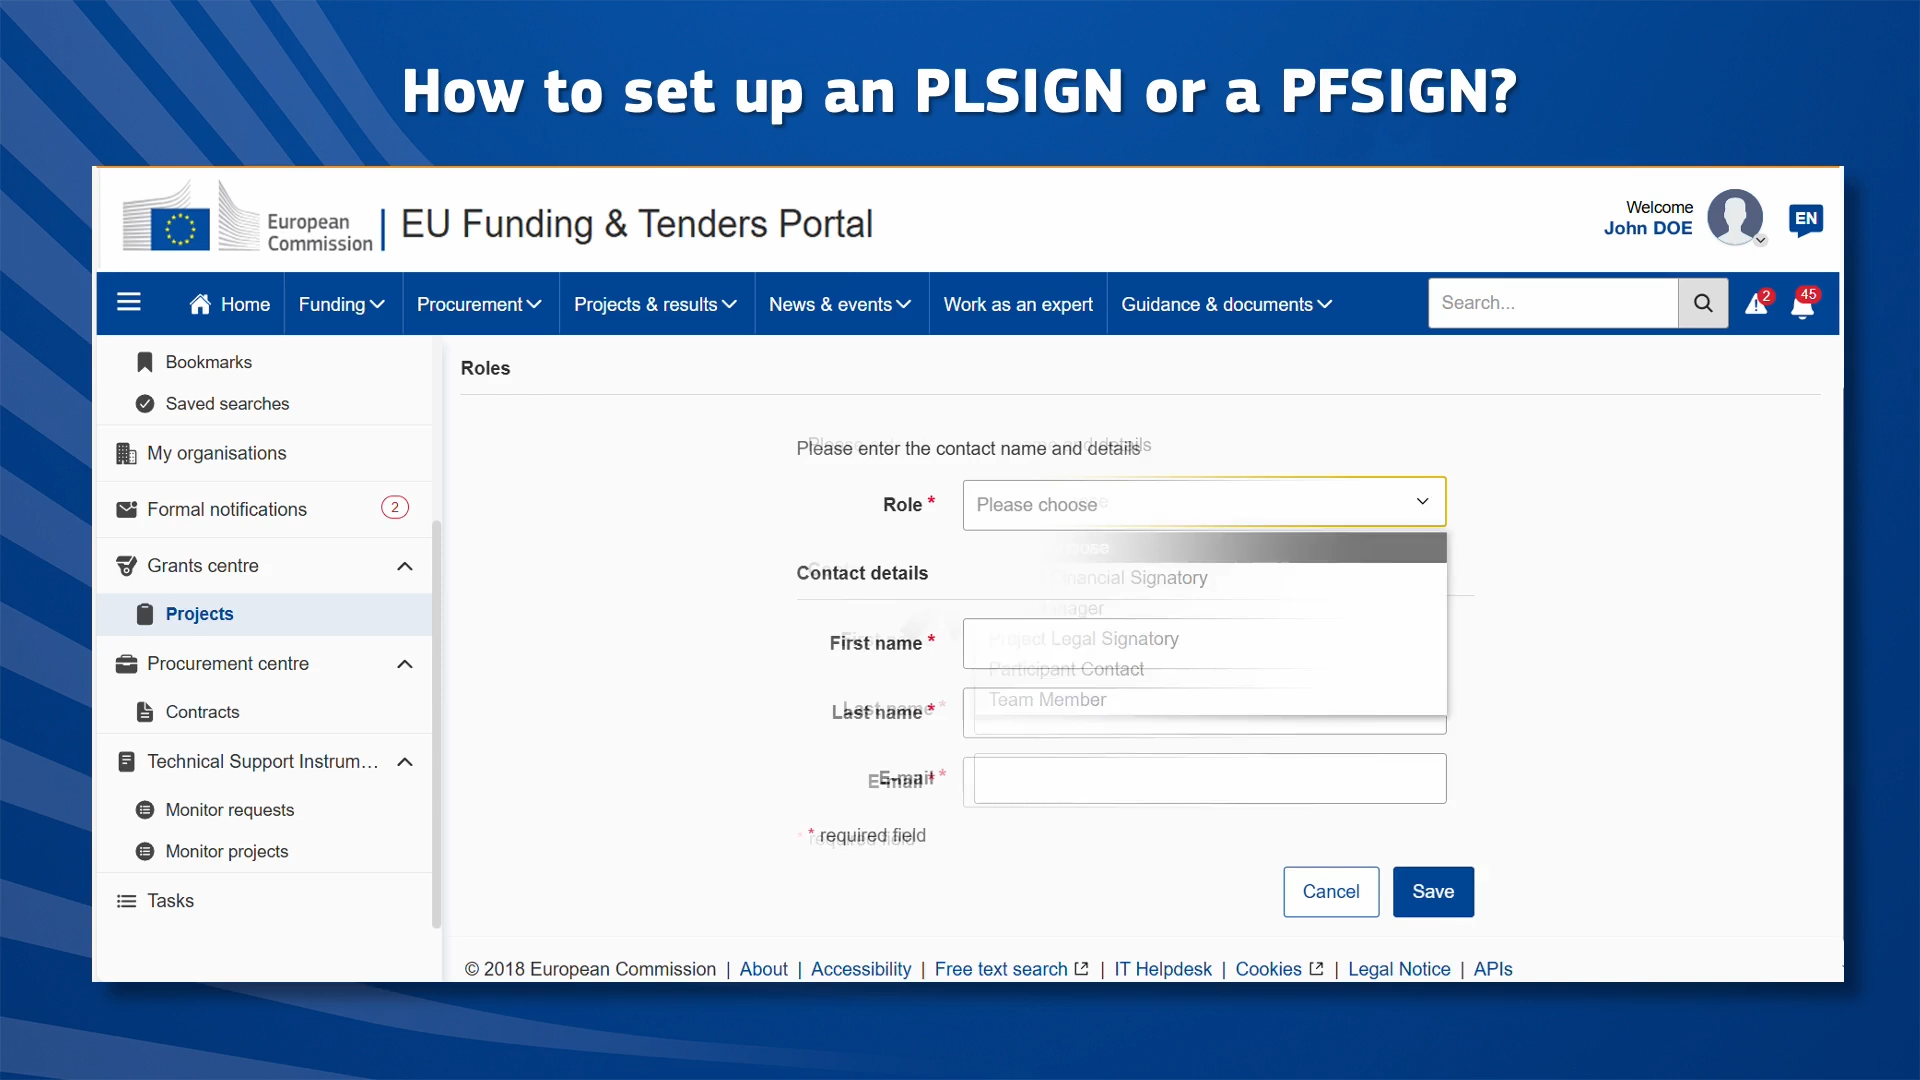 How to set up an PLSIGN or a PFSIGN?
European Commission
EU Funding & Tenders Portal
Welcome
John DOE
EN
Home
Funding
Procurement
Projects & results
News & events
Work as an expert
Guidance & documents
Search...
2
45
Bookmarks
Saved searches
My organisations
Formal notifications
2
Grants centre
Projects
Procurement centre
Contracts
Technical Support Instrum...
Monitor requests
Monitor projects
Tasks
Roles
Please enter the contact name and details
Role *
Please choose
Financial Signatory
Project Legal Signatory
Participant Contact
Team Member
Contact details
First name *
Last name *
E-mail *
* required field
Cancel
Save
© 2018 European Commission | About | Accessibility | Free text search | IT Helpdesk | Cookies | Legal Notice | APIs